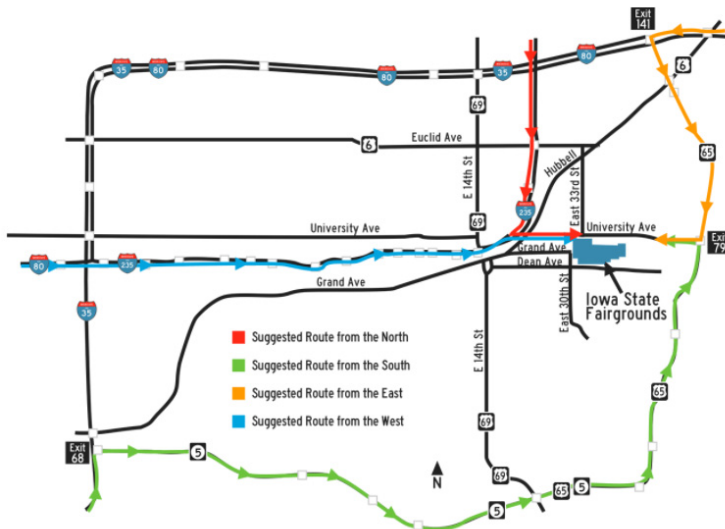 Exit
141
35
80
80
35
80
6
69
65
6
Euclid Ave
E 14th St
Hubbell
East 33rd St
69
235
University Ave
University Ave
Exit
79
80
235
Grand Ave
Dean Ave
Grand Ave
35
East 30th St
Iowa State
Fairgrounds
E 14th St
Suggested Route from the North
Suggested Route from the South
Suggested Route from the East
Suggested Route from the West
65
69
Exit
68
5
N
69
65
5
5